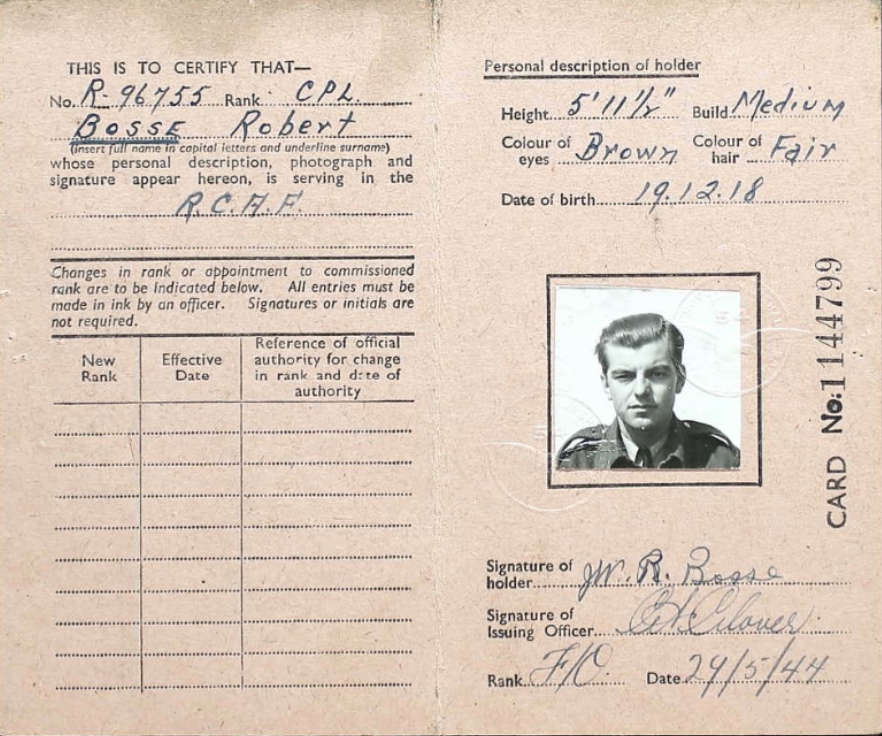 THIS IS TO CERTIFY THAT—
No. R-96755 Rank CPL.
BOSSE Robert
(insert full name in capital letters and underline surname)
whose personal description, photograph and
signature appear hereon, is serving in the
R.C.A.F.
Changes in rank or appointment to commissioned
rank are to be indicated below. All entries must be
made in ink by an officer. Signatures or initials are
not required.
New Rank
Effective Date
Reference of official authority for change in rank and date of authority
Personal description of holder
Height 5' 11½" Build Medium
Colour of eyes Brown Colour of hair Fair
Date of birth 19.12.18
CARD No: 1144799
Signature of holder J.W. R. Bosse
Signature of Issuing Officer
Rank F/O. Date 29/5/44